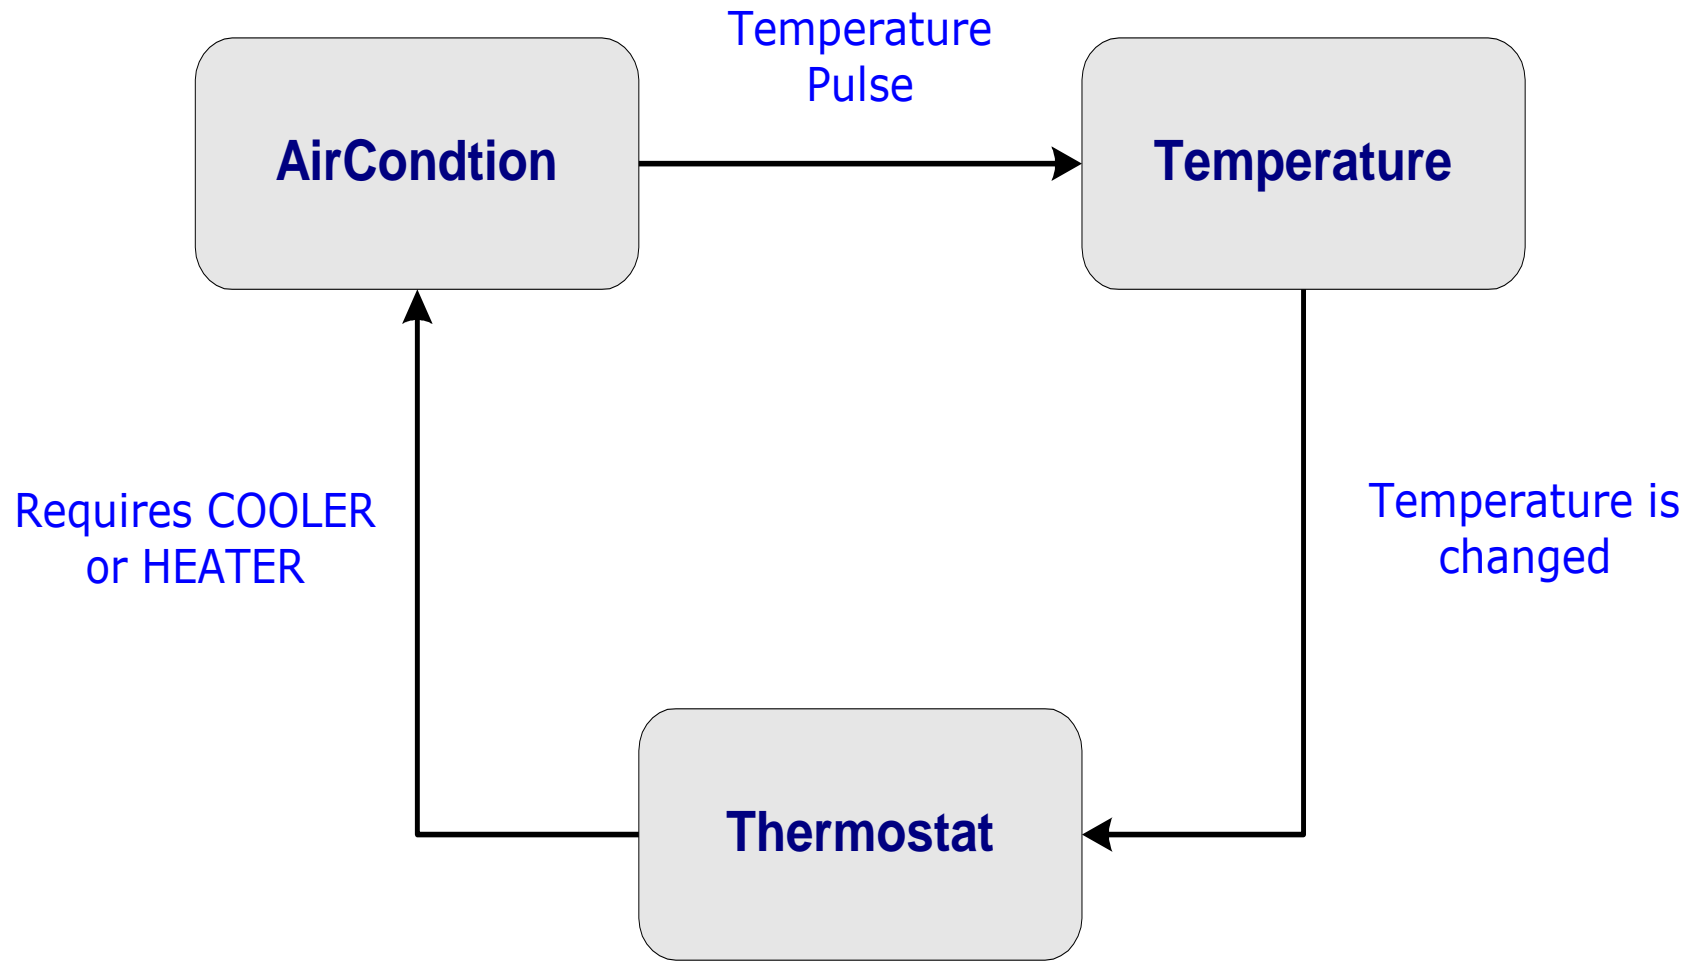 Temperature
Pulse
AirCondtion
Temperature
Requires COOLER
or HEATER
Temperature is
changed
Thermostat